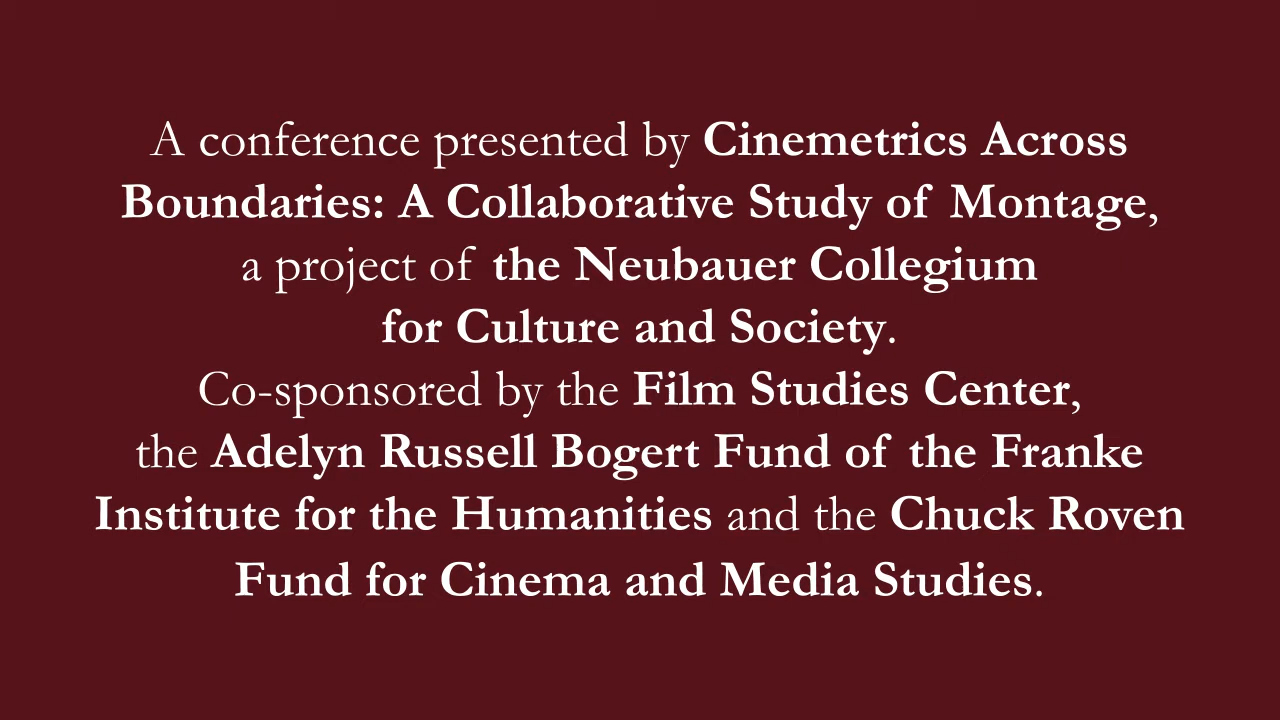 A conference presented by Cinemetrics Across
Boundaries: A Collaborative Study of Montage,
a project of the Neubauer Collegium
for Culture and Society.
Co-sponsored by the Film Studies Center,
the Adelyn Russell Bogert Fund of the Franke
Institute for the Humanities and the Chuck Roven
Fund for Cinema and Media Studies.